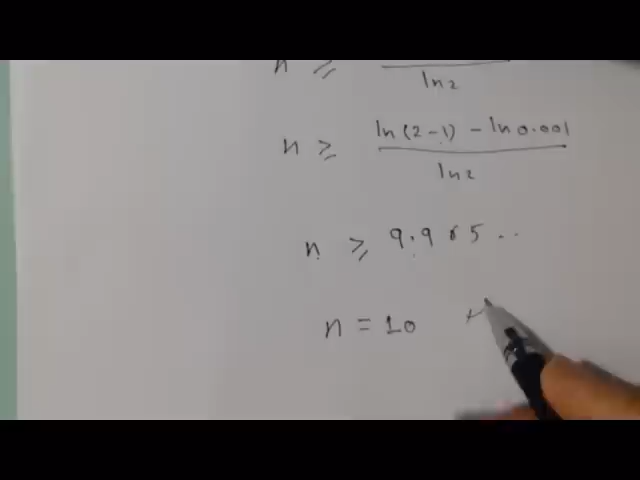 n ≥ ln2
n ≥ ln(2-1) - ln0.001 / ln2
n ≥ 9.965...
n = 10